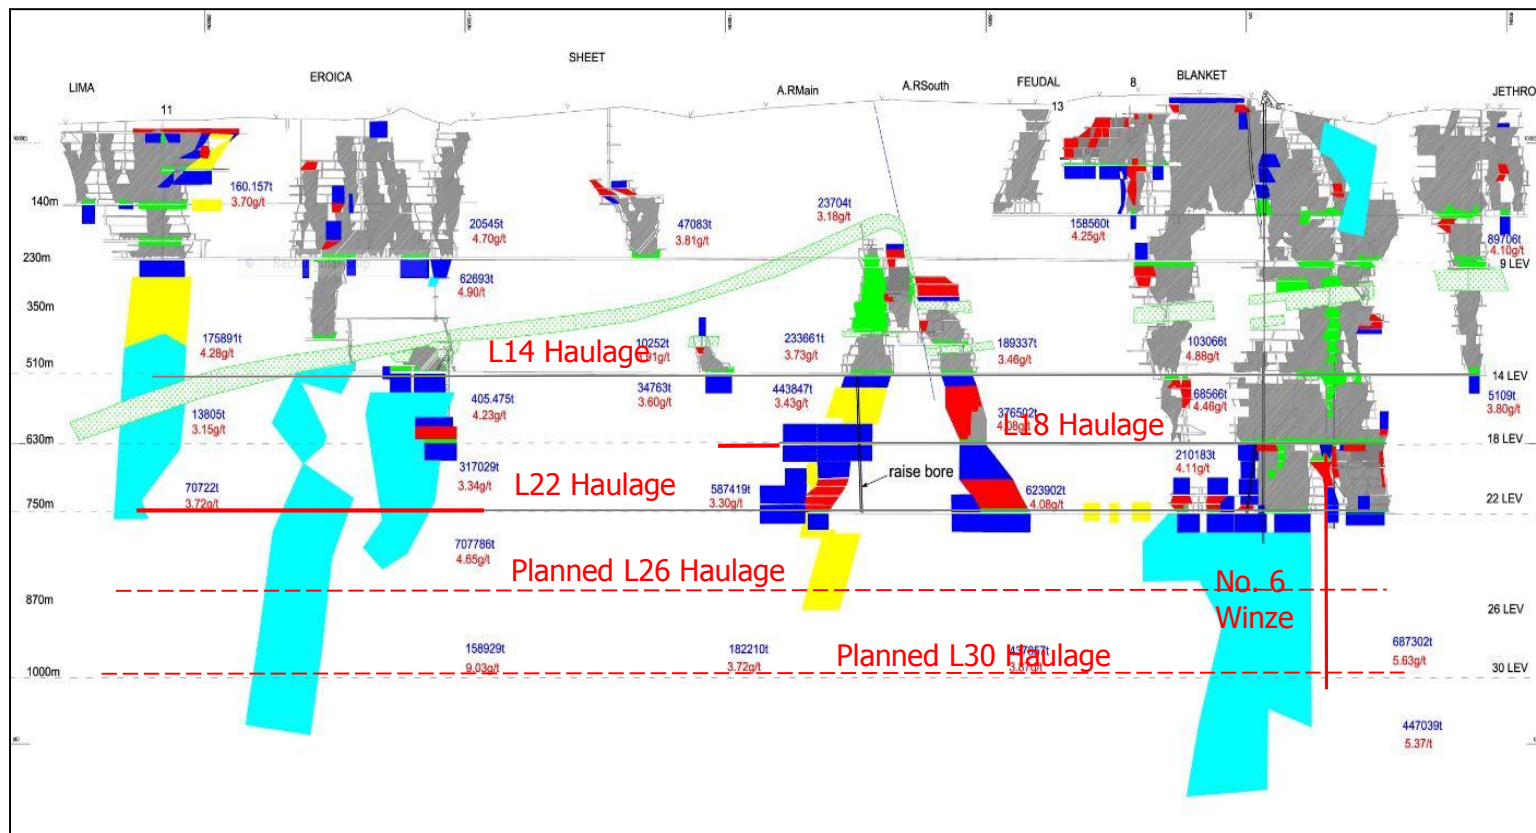 SHEET
LIMA
EROICA
A.RMain
A.RSouth
FEUDAL
8
BLANKET
JETHRO
11
13
140m
160.157t
3.70g/t
20545t
4.70g/t
47083t
3.81g/t
23704t
3.18g/t
158560t
4.25g/t
89706t
4.10g/t
230m
9 LEV
62693t
4.90/t
350m
175891t
4.28g/t
L14 Haulage
10252t
233661t
3.73g/t
189337t
3.46g/t
103066t
4.88g/t
510m
14 LEV
34763t
3.60g/t
443847t
3.43g/t
68566t
4.46g/t
5109t
3.80g/t
405.475t
4.23g/t
13805t
3.15g/t
376502t
4.08g/t
L18 Haulage
630m
18 LEV
317029t
3.34g/t
210183t
4.11g/t
raise bore
70722t
3.72g/t
L22 Haulage
587419t
3.30g/t
623902t
4.08g/t
750m
22 LEV
707786t
4.65g/t
Planned L26 Haulage
No. 6
Winze
870m
26 LEV
158929t
9.03g/t
182210t
3.72g/t
Planned L30 Haulage
3.87g/t
687302t
5.63g/t
1000m
30 LEV
447039t
5.37/t